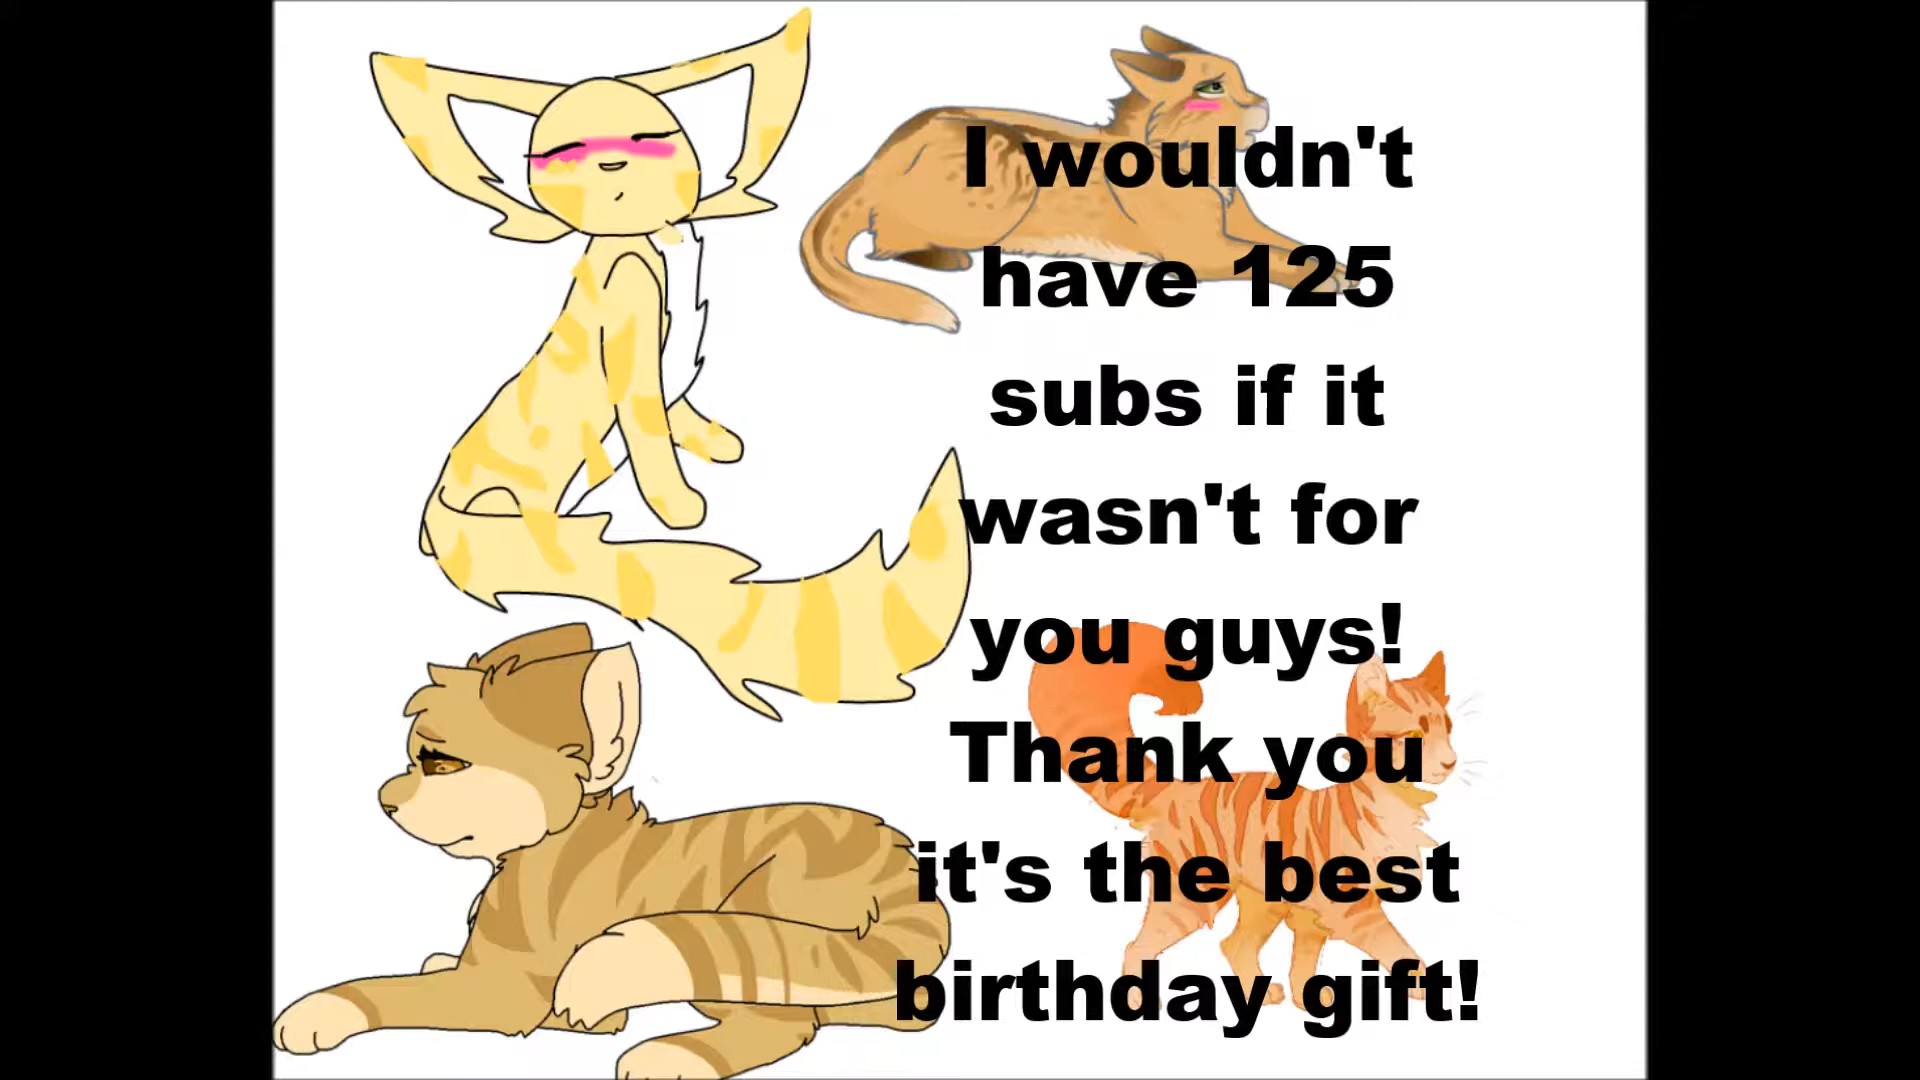 I wouldn't
have 125
subs if it
wasn't for
you guys!
Thank you
it's the best
birthday gift!